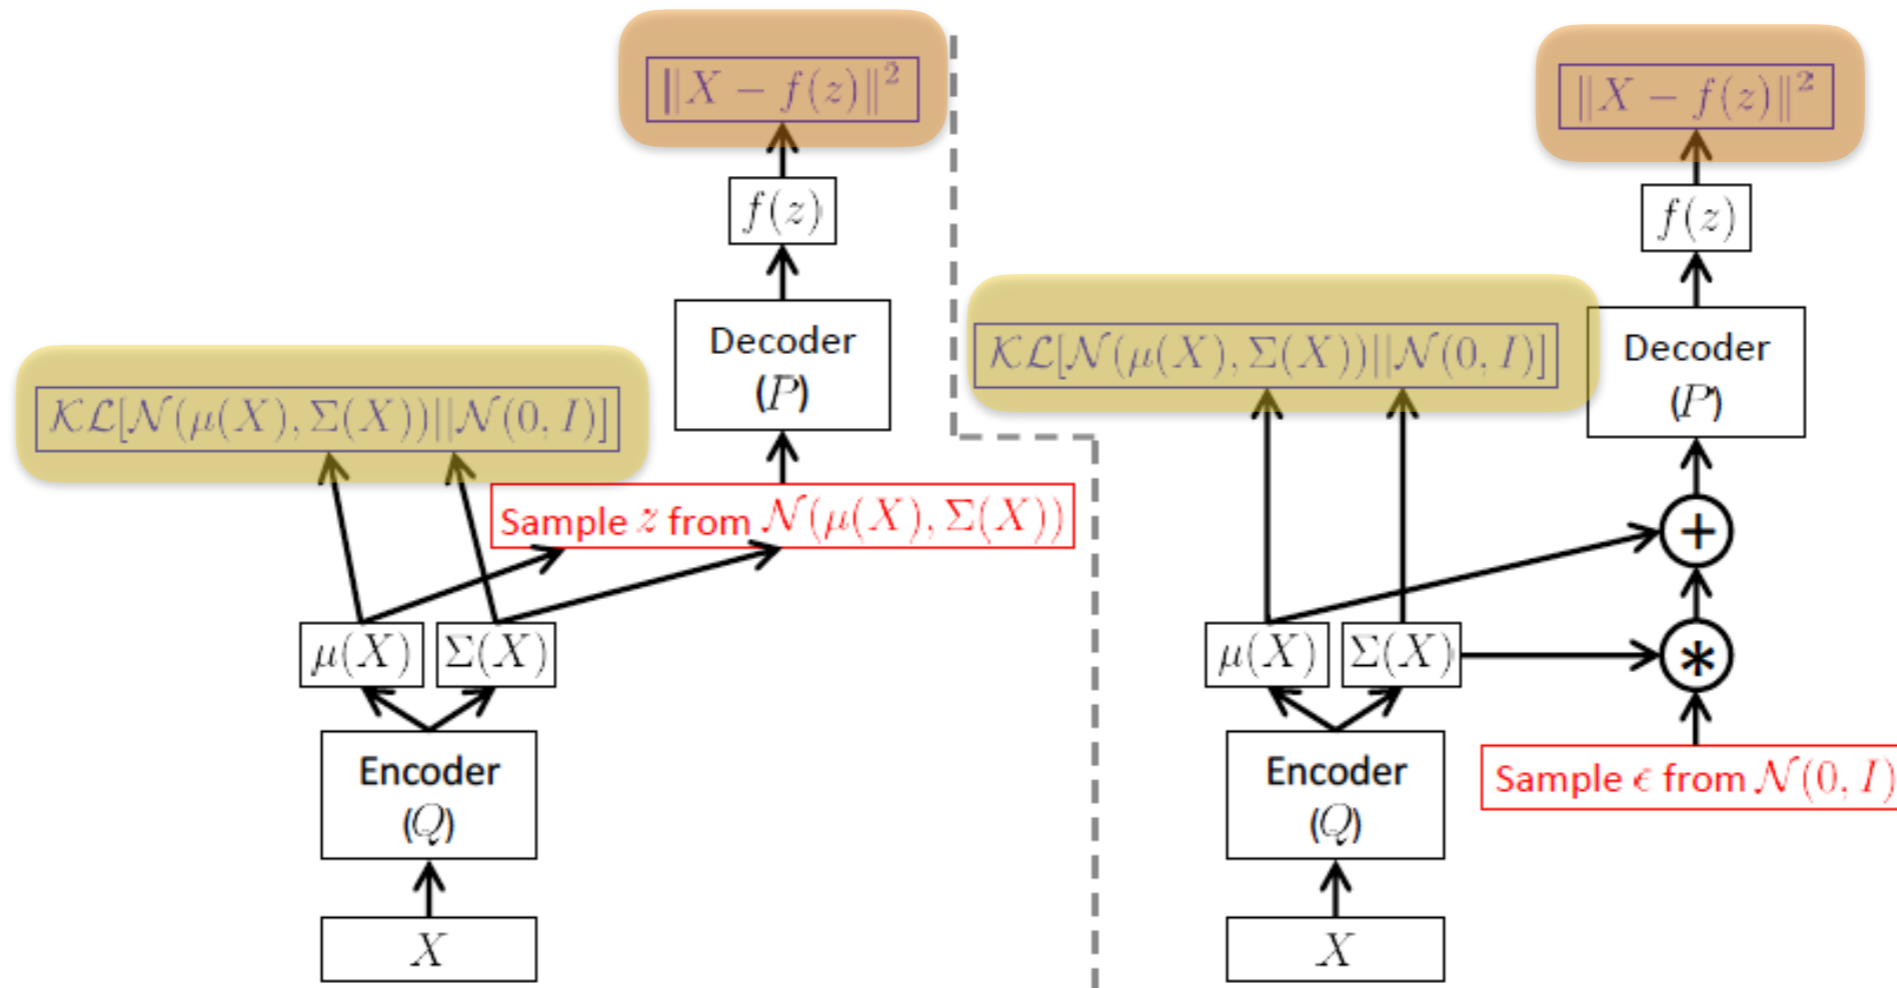 ‖X − f(z)‖²
f(z)
Decoder
(P)
𝒦ℒ[𝒩(μ(X), Σ(X))||𝒩(0, I)]
Sample z from 𝒩(μ(X), Σ(X))
μ(X)
Σ(X)
Encoder
(Q)
X
‖X − f(z)‖²
f(z)
Decoder
(P)
𝒦ℒ[𝒩(μ(X), Σ(X))||𝒩(0, I)]
+
μ(X)
Σ(X)
*
Sample ϵ from 𝒩(0, I)
Encoder
(Q)
X